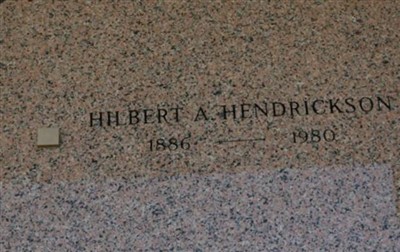 HILBERT A. HENDRICKSON
1886 — 1980